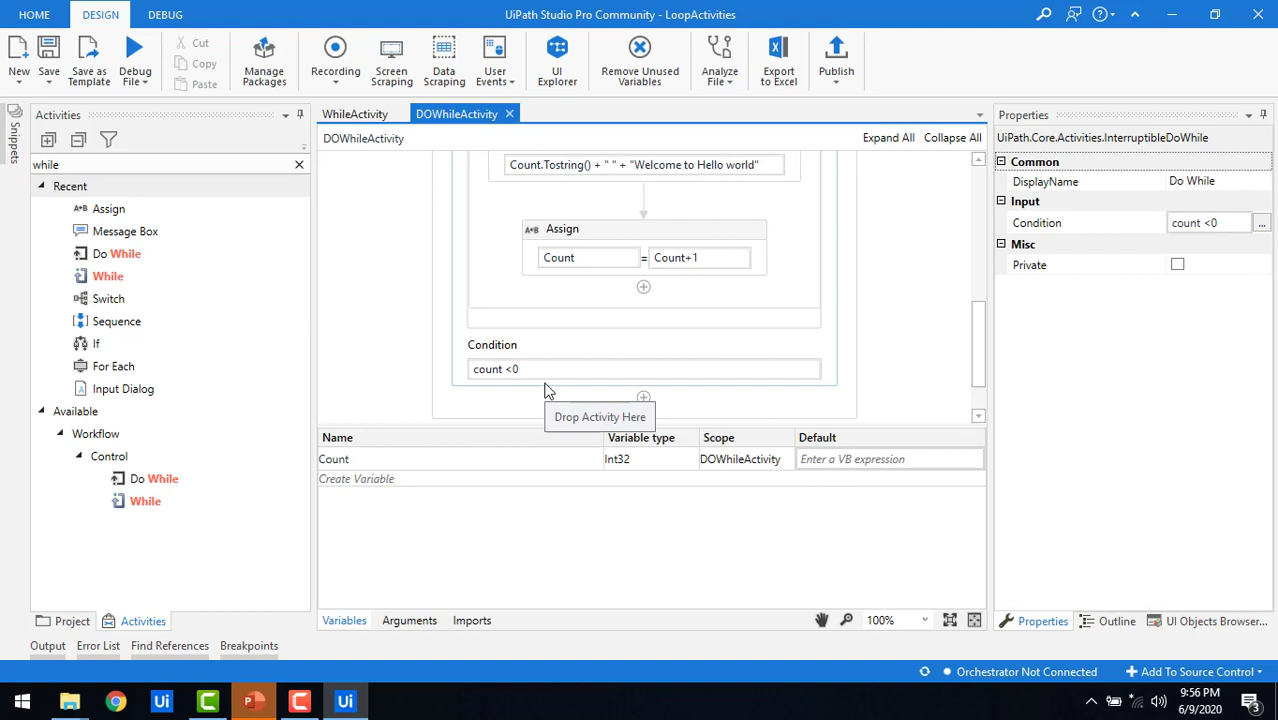 HOME DESIGN DEBUG UiPath Studio Pro Community - LoopActivities
New Save Save as Template Debug File Cut Copy Paste Manage Packages Recording Screen Scraping Data Scraping User Events UI Explorer Remove Unused Variables Analyze File Export to Excel Publish
Snippets
Activities
while
Recent
A*B Assign
Message Box
Do While
While
Switch
Sequence
If
For Each
Input Dialog
Available
Workflow
Control
Do While
While
Project Activities
WhileActivity DOWhileActivity
DOWhileActivity Expand All Collapse All
Count.Tostring() + " " + "Welcome to Hello world"
A*B Assign
Count = Count+1
Condition
count <0
Drop Activity Here
Name Variable type Scope Default
Count Int32 DOWhileActivity Enter a VB expression
Create Variable
Variables Arguments Imports 100%
Properties
UiPath.Core.Activities.InterruptibleDoWhile
Common
DisplayName Do While
Input
Condition count <0 ...
Misc
Private
Properties Outline UI Objects Browser...
Output Error List Find References Breakpoints
Orchestrator Not Connected Add To Source Control
Ui Ui
9:56 PM
6/9/2020
3